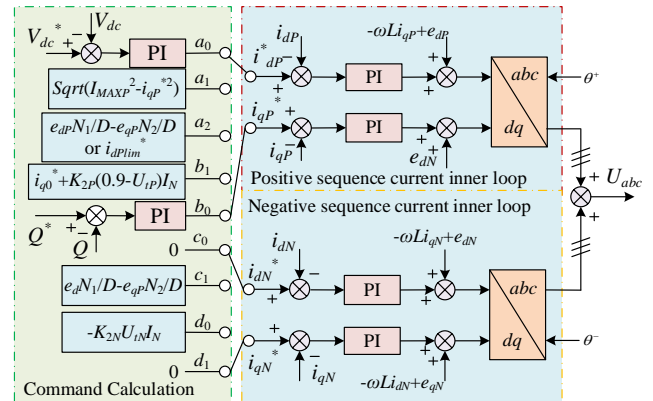 V_dc
V_dc^* + −
PI
a_0
Sqrt(I_MAXP^2-i_qP^*2)
a_1
e_dP N_1/D-e_qP N_2/D
or i_dPlim^*
a_2
i_q0^*+K_2P(0.9-U_tP)I_N
b_1
Q^* + −
Q
PI
b_0
0
c_0
e_d N_1/D-e_qP N_2/D
c_1
-K_2N U_tN I_N
d_0
0
d_1
Command Calculation
i_dP
-ωLi_qP+e_dP
i^*_dP − +
PI
+ +
abc
dq
θ^+
i_qP^* +
i_qP −
PI
+ +
e_dN
Positive sequence current inner loop
+ U_abc
+
Negative sequence current inner loop
i_dN
-ωLi_qN+e_dN
i_dN^* − +
PI
+ +
abc
dq
θ^-
i_qN^* +
− i_qN
PI
+ +
-ωLi_dN+e_qN